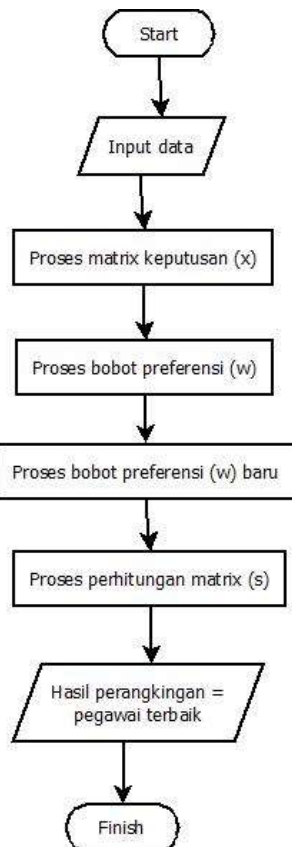 Start
Input data
Proses matrix keputusan (x)
Proses bobot preferensi (w)
Proses bobot preferensi (w) baru
Proses perhitungan matrix (s)
Hasil perangkingan =
pegawai terbaik
Finish